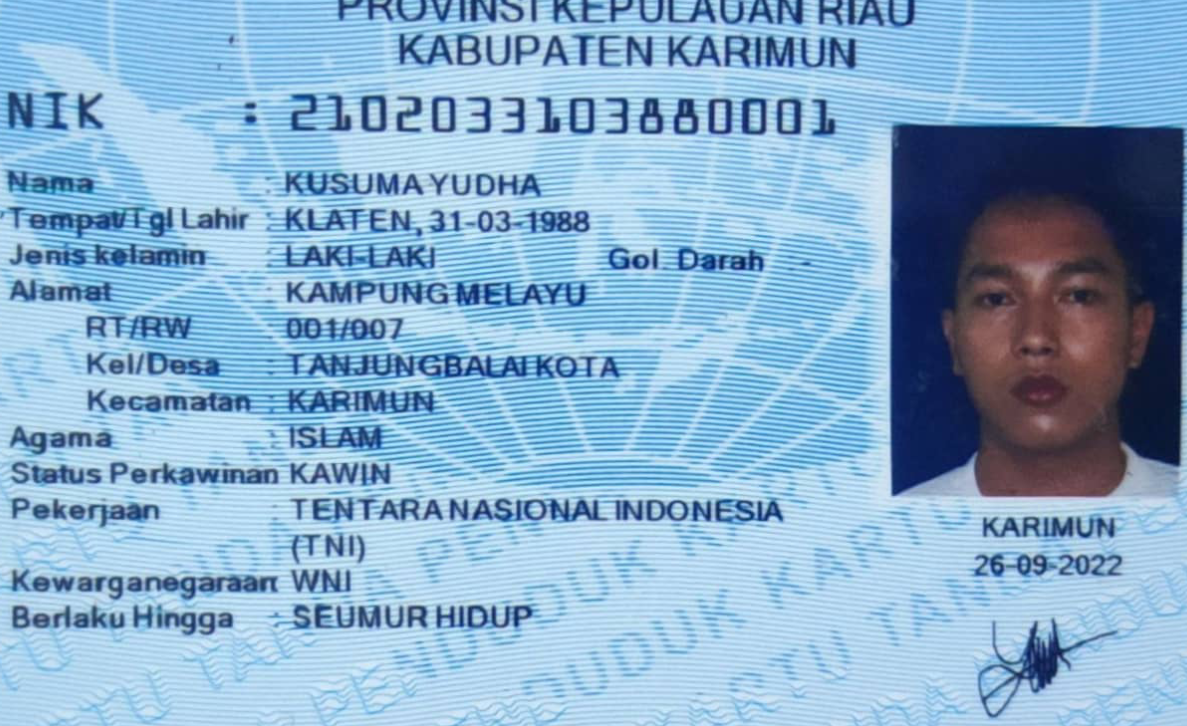 PROVINSI KEPULAUAN RIAU
KABUPATEN KARIMUN
NIK : 2102033103880001
Nama : KUSUMA YUDHA
Tempat/Tgl Lahir : KLATEN, 31-03-1988
Jenis kelamin : LAKI-LAKI Gol. Darah : -
Alamat : KAMPUNG MELAYU
RT/RW : 001/007
Kel/Desa : TANJUNGBALAI KOTA
Kecamatan : KARIMUN
Agama : ISLAM
Status Perkawinan KAWIN
Pekerjaan : TENTARA NASIONAL INDONESIA
(TNI)
Kewarganegaraan WNI
Berlaku Hingga : SEUMUR HIDUP
KARIMUN
26-09-2022